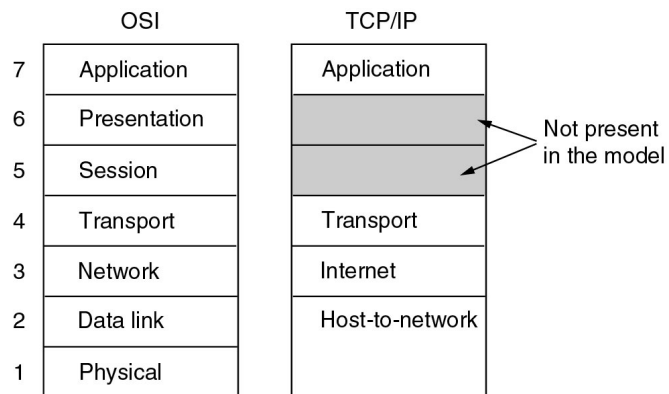 OSI TCP/IP
7 Application Application
6 Presentation
5 Session
Not present
in the model
4 Transport Transport
3 Network Internet
2 Data link Host-to-network
1 Physical